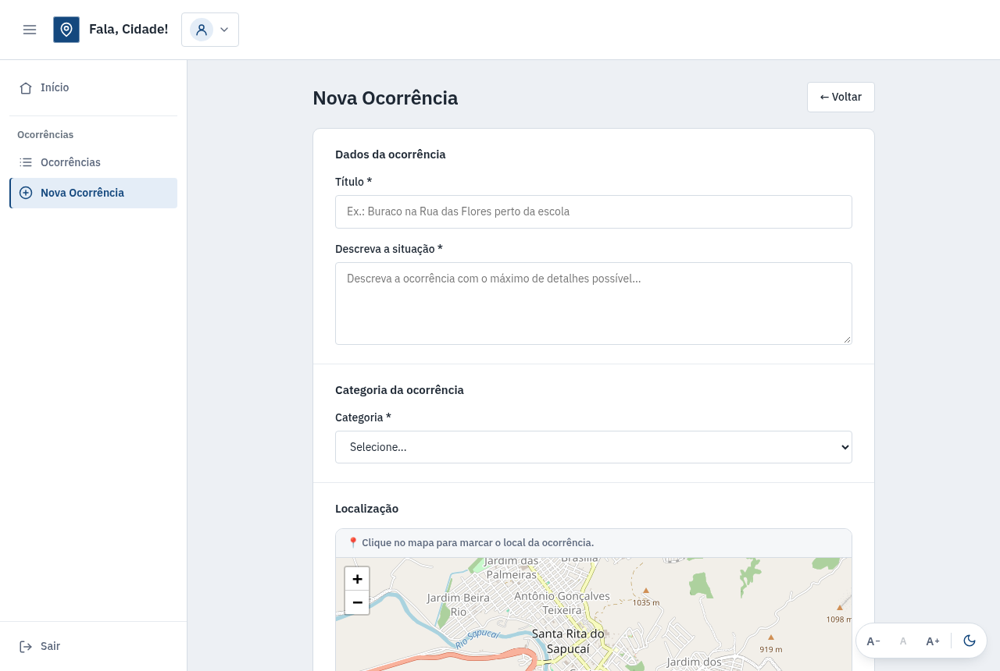 Fala, Cidade!
Início
Ocorrências
Ocorrências
Nova Ocorrência
Sair
Nova Ocorrência
← Voltar
Dados da ocorrência
Título *
Ex.: Buraco na Rua das Flores perto da escola
Descreva a situação *
Descreva a ocorrência com o máximo de detalhes possível...
Categoria da ocorrência
Categoria *
Selecione...
Localização
📍 Clique no mapa para marcar o local da ocorrência.
+
−
Jardim das
Palmeiras
Brasília
Jardim Beira
Rio
Antônio Gonçalves
Teixeira
1035 m
1098 m
Rio Sapucaí
Santa Rita do
Sapucaí
919 m
Jardim dos
A− A A+